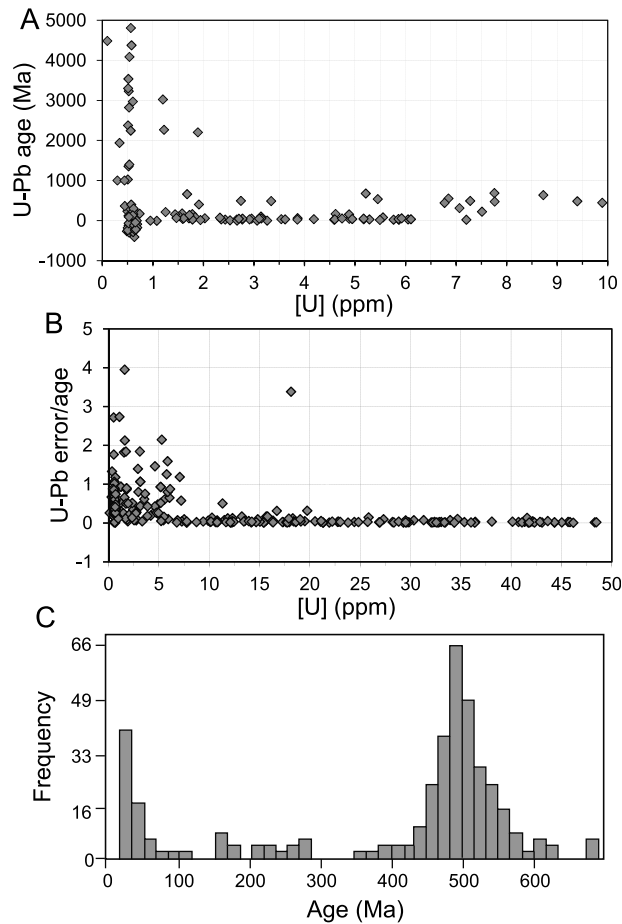 A
U-Pb age (Ma)
5000
4000
3000
2000
1000
0
-1000
0 1 2 3 4 5 6 7 8 9 10
[U] (ppm)
B
U-Pb error/age
5
4
3
2
1
0
-1
0 5 10 15 20 25 30 35 40 45 50
[U] (ppm)
C
Frequency
66
49
33
16
0
0 100 200 300 400 500 600
Age (Ma)